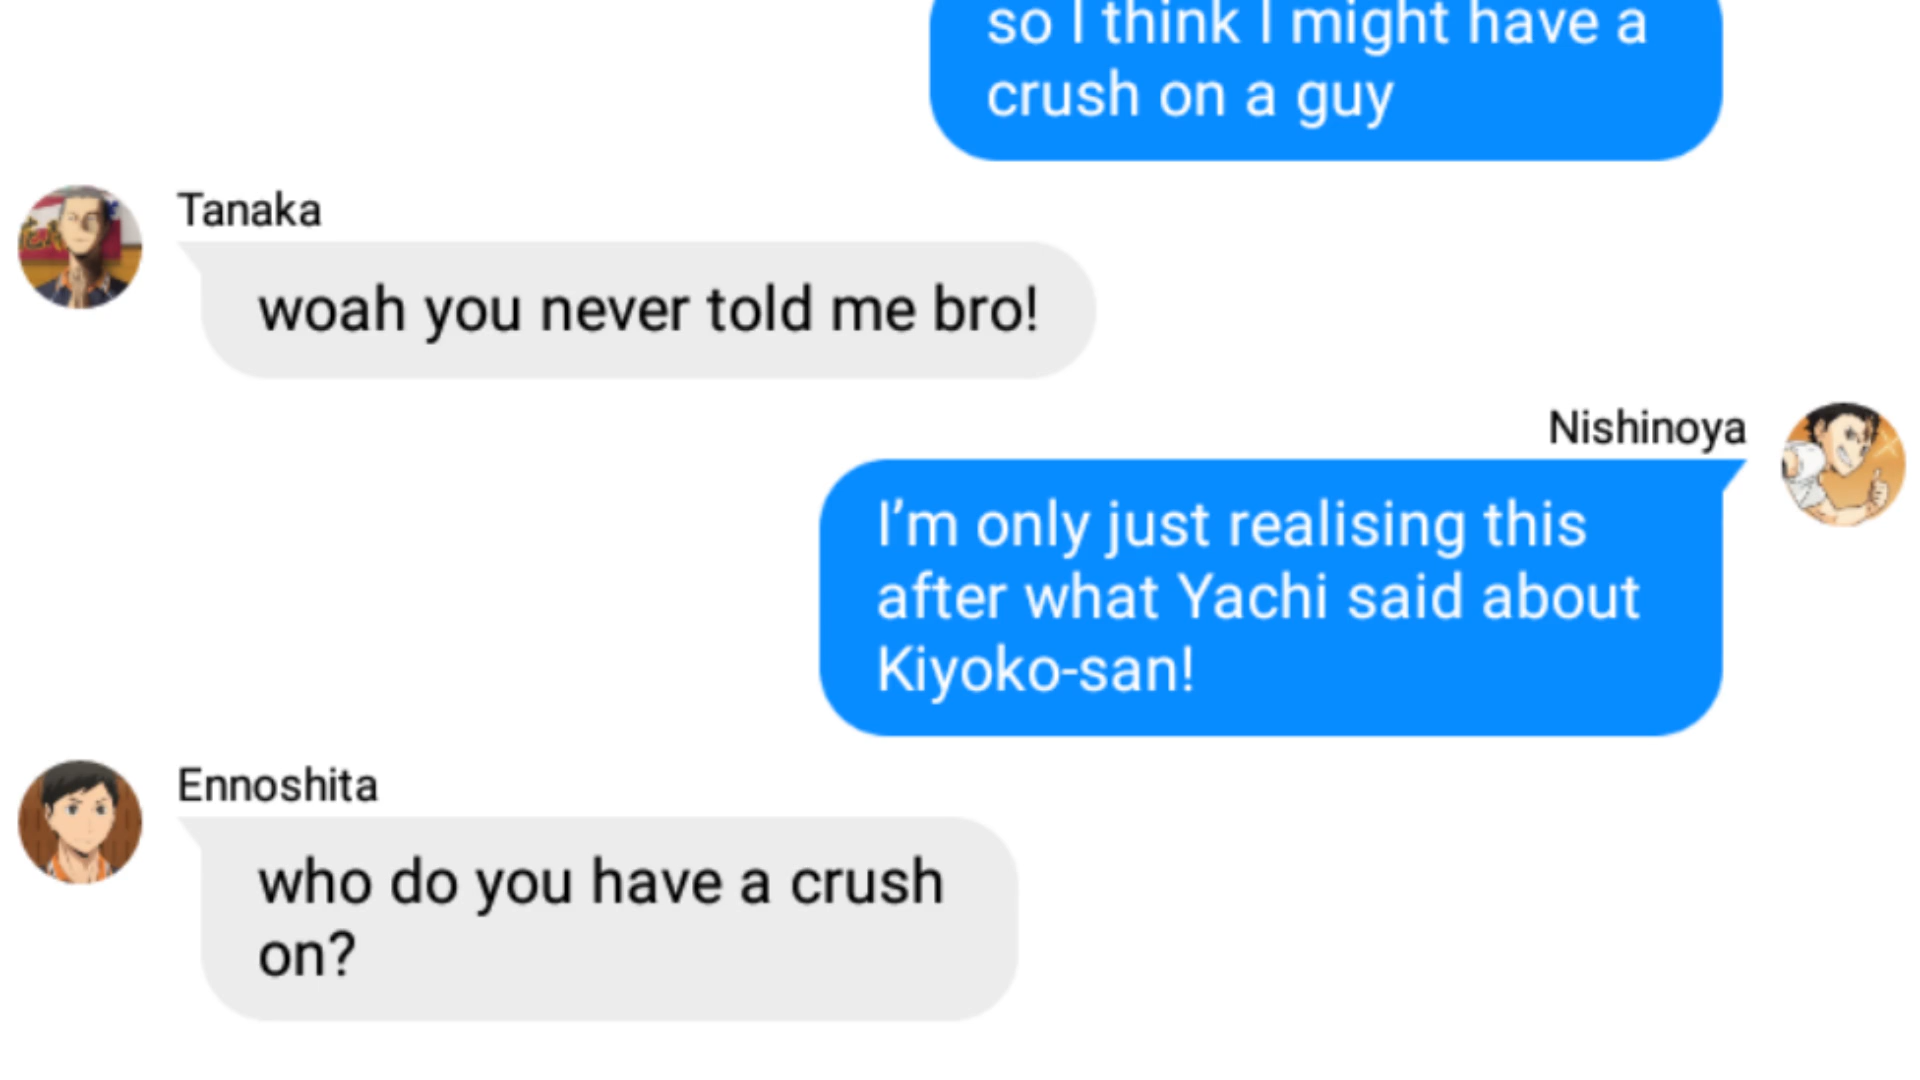 so I think I might have a
crush on a guy
Tanaka
woah you never told me bro!
Nishinoya
I’m only just realising this
after what Yachi said about
Kiyoko-san!
Ennoshita
who do you have a crush
on?